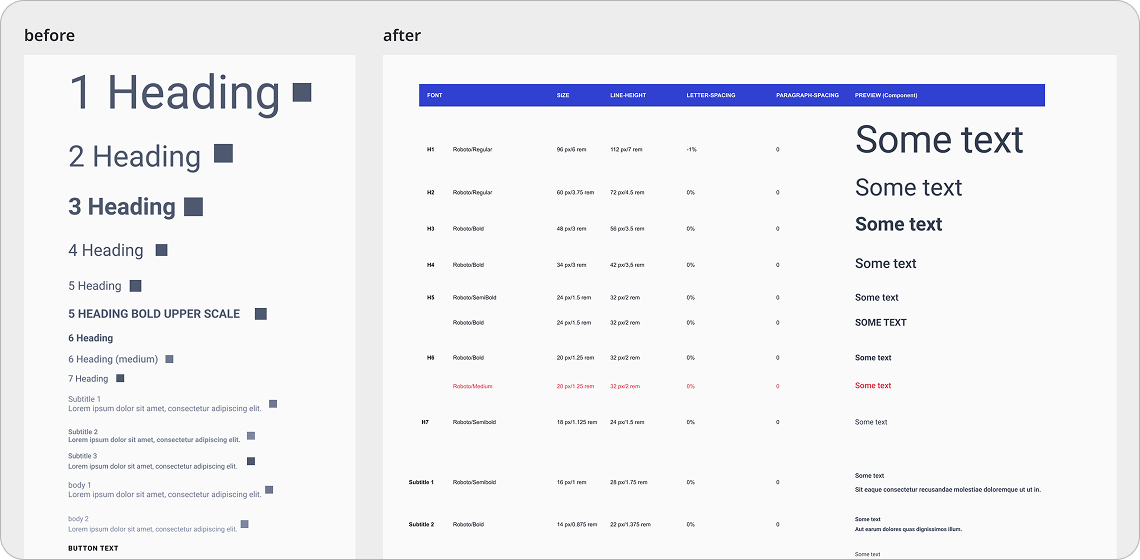 before
1 Heading
2 Heading
3 Heading
4 Heading
5 Heading
5 HEADING BOLD UPPER SCALE
6 Heading
6 Heading (medium)
7 Heading
Subtitle 1
Lorem ipsum dolor sit amet, consectetur adipiscing elit.
Subtitle 2
Lorem ipsum dolor sit amet, consectetur adipiscing elit.
Subtitle 3
Lorem ipsum dolor sit amet, consectetur adipiscing elit.
body 1
Lorem ipsum dolor sit amet, consectetur adipiscing elit.
body 2
Lorem ipsum dolor sit amet, consectetur adipiscing elit.
BUTTON TEXT
after
FONT SIZE LINE-HEIGHT LETTER-SPACING PARAGRAPH-SPACING PREVIEW (Component)
H1 Roboto/Regular 96 px/6 rem 112 px/7 rem -1% 0 Some text
H2 Roboto/Regular 60 px/3.75 rem 72 px/4.5 rem 0% 0 Some text
H3 Roboto/Bold 48 px/3 rem 56 px/3.5 rem 0% 0 Some text
H4 Roboto/Bold 34 px/3 rem 42 px/3,5 rem 0% 0 Some text
H5 Roboto/SemiBold 24 px/1.5 rem 32 px/2 rem 0% 0 Some text
Roboto/Bold 24 px/1.5 rem 32 px/2 rem 0% 0 SOME TEXT
H6 Roboto/Bold 20 px/1.25 rem 32 px/2 rem 0% 0 Some text
Roboto/Medium 20 px/1.25 rem 32 px/2 rem 0% 0 Some text
H7 Roboto/Semibold 18 px/1.125 rem 24 px/1.5 rem 0% 0 Some text
Some text
Subtitle 1 Roboto/Semibold 16 px/1 rem 28 px/1.75 rem 0% 0
Sit eaque consectetur recusandae molestiae doloremque ut ut in.
Some text
Subtitle 2 Roboto/Bold 14 px/0.875 rem 22 px/1.375 rem 0% 0
Aut earum dolores quas dignissimos illum.
Some text